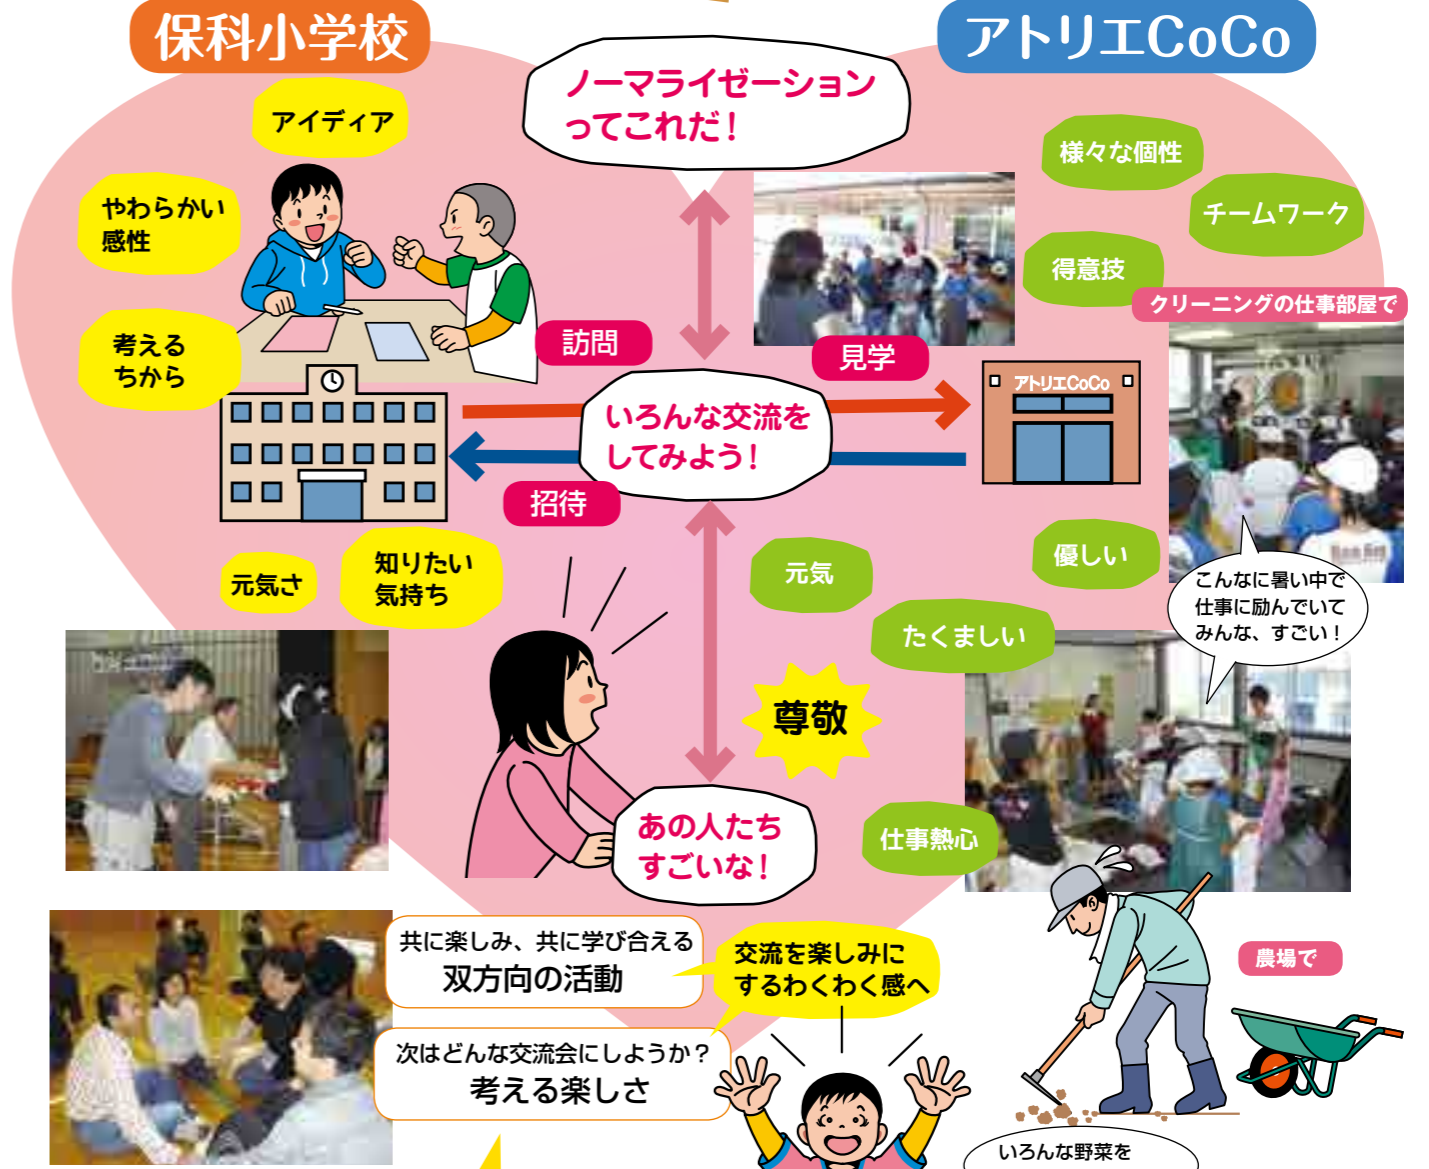 保科小学校
アトリエCoCo
ノーマライゼーション
ってこれだ！
アイディア
やわらかい
感性
考える
ちから
様々な個性
チームワーク
得意技
クリーニングの仕事部屋で
訪問
見学
アトリエCoCo
いろんな交流を
してみよう！
招待
元気さ
知りたい
気持ち
元気
優しい
たくましい
こんなに暑い中で
仕事に励んでいて
みんな、すごい！
尊敬
あの人たち
すごいな！
仕事熱心
共に楽しみ、共に学び合える
双方向の活動
交流を楽しみに
するわくわく感へ
次はどんな交流会にしようか？
考える楽しさ
農場で
いろんな野菜を